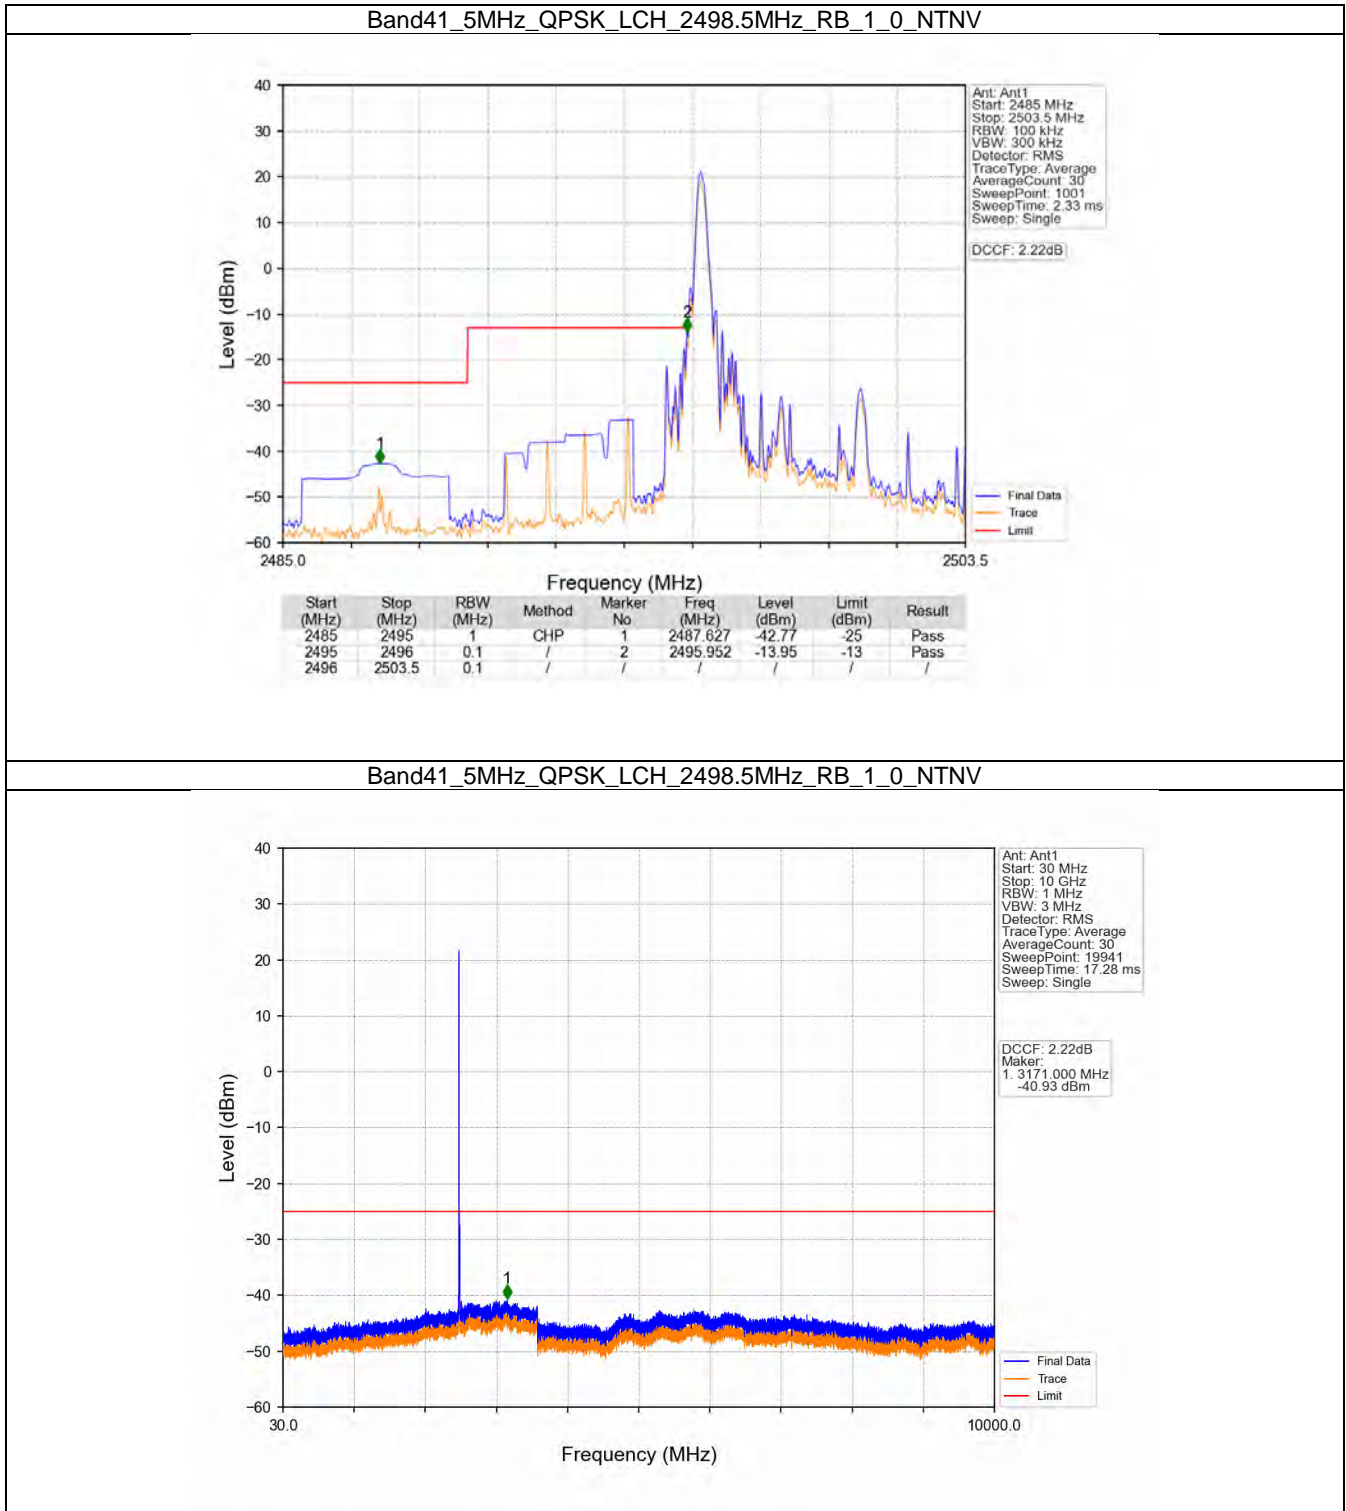 Band41_5MHz_QPSK_LCH_2498.5MHz_RB_1_0_NTNV
40
30
20
10
0
−10
−20
−30
−40
−50
−60
Level (dBm)
1
2
2485.0
2503.5
Frequency (MHz)
Ant: Ant1
Start: 2485 MHz
Stop: 2503.5 MHz
RBW: 100 kHz
VBW: 300 kHz
Detector: RMS
TraceType: Average
AverageCount: 30
SweepPoint: 1001
SweepTime: 2.33 ms
Sweep: Single
DCCF: 2.22dB
Final Data
Trace
Limit
Start (MHz) Stop (MHz) RBW (MHz) Method Marker No Freq (MHz) Level (dBm) Limit (dBm) Result
2485 2495 1 CHP 1 2487.627 -42.77 -25 Pass
2495 2496 0.1 / 2 2495.952 -13.95 -13 Pass
2496 2503.5 0.1 / / / / / /
Band41_5MHz_QPSK_LCH_2498.5MHz_RB_1_0_NTNV
40
30
20
10
0
−10
−20
−30
−40
−50
−60
Level (dBm)
1
30.0
10000.0
Frequency (MHz)
Ant: Ant1
Start: 30 MHz
Stop: 10 GHz
RBW: 1 MHz
VBW: 3 MHz
Detector: RMS
TraceType: Average
AverageCount: 30
SweepPoint: 19941
SweepTime: 17.28 ms
Sweep: Single
DCCF: 2.22dB
Maker:
1. 3171.000 MHz
-40.93 dBm
Final Data
Trace
Limit